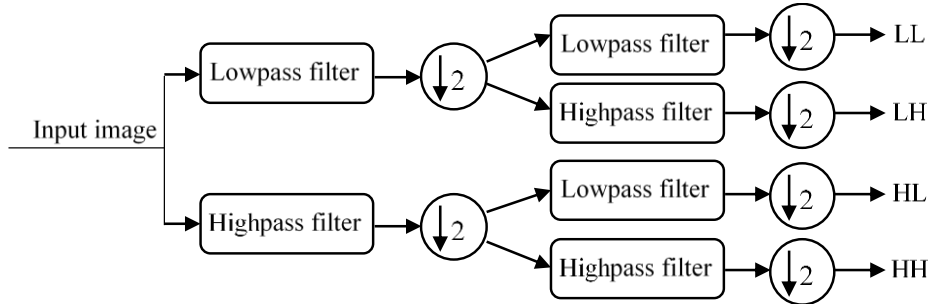 Lowpass filter ↓2 LL
Lowpass filter ↓2
Highpass filter ↓2 LH
Input image
Lowpass filter ↓2 HL
Highpass filter ↓2
Highpass filter ↓2 HH